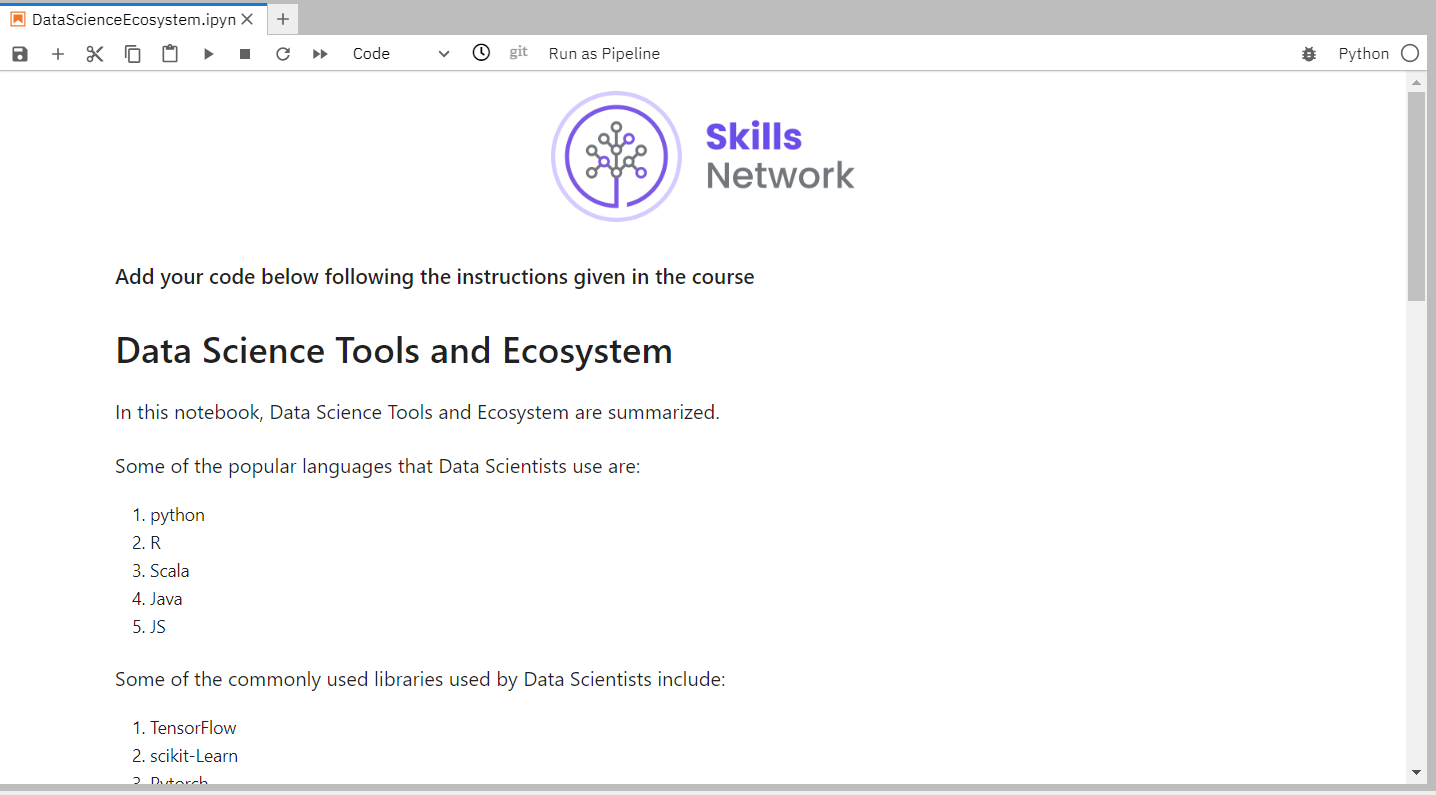 DataScienceEcosystem.ipyn
Code
git
Run as Pipeline
Python
Skills
Network
Add your code below following the instructions given in the course
Data Science Tools and Ecosystem
In this notebook, Data Science Tools and Ecosystem are summarized.
Some of the popular languages that Data Scientists use are:
1. python
2. R
3. Scala
4. Java
5. JS
Some of the commonly used libraries used by Data Scientists include:
1. TensorFlow
2. scikit-Learn
3. Pytorch